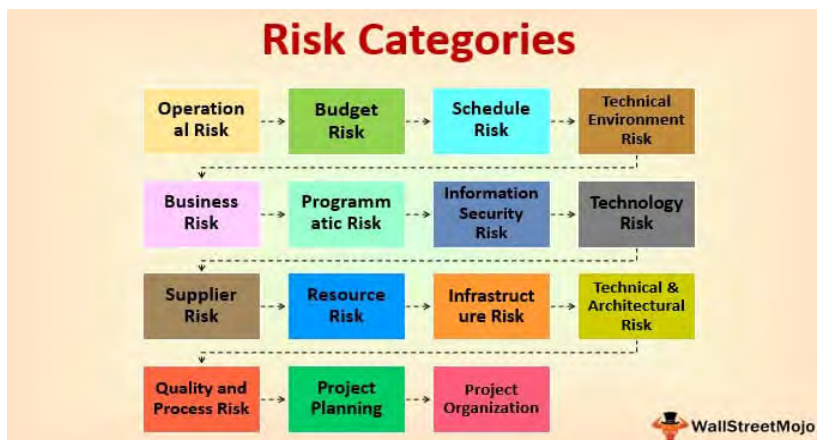 Risk Categories
Operation
al Risk
Budget
Risk
Schedule
Risk
Technical
Environment
Risk
Business
Risk
Programm
atic Risk
Information
Security
Risk
Technology
Risk
Supplier
Risk
Resource
Risk
Infrastruct
ure Risk
Technical &
Architectural
Risk
Quality and
Process Risk
Project
Planning
Project
Organization
WallStreetMojo